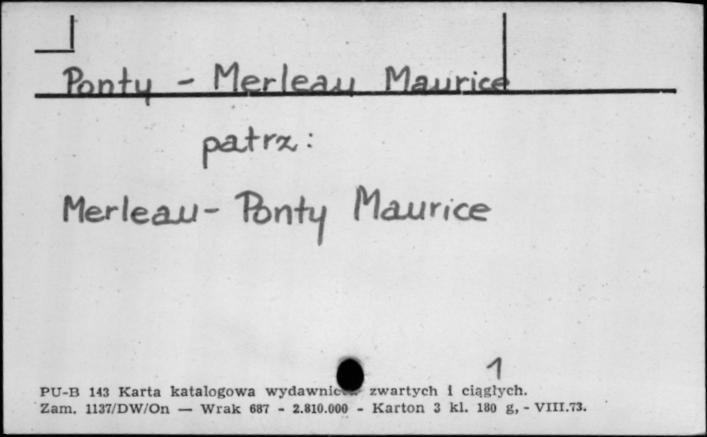 Ponty - Merleau Maurice
patrz:
Merleau- Ponty Maurice
1
PU-B 143 Karta katalogowa zwartych i ciągłych.
Zam. 1137/DW/On — Wrak 687 - 2.810.000 - Karton 3 kl. 180 g, - VIII.73.